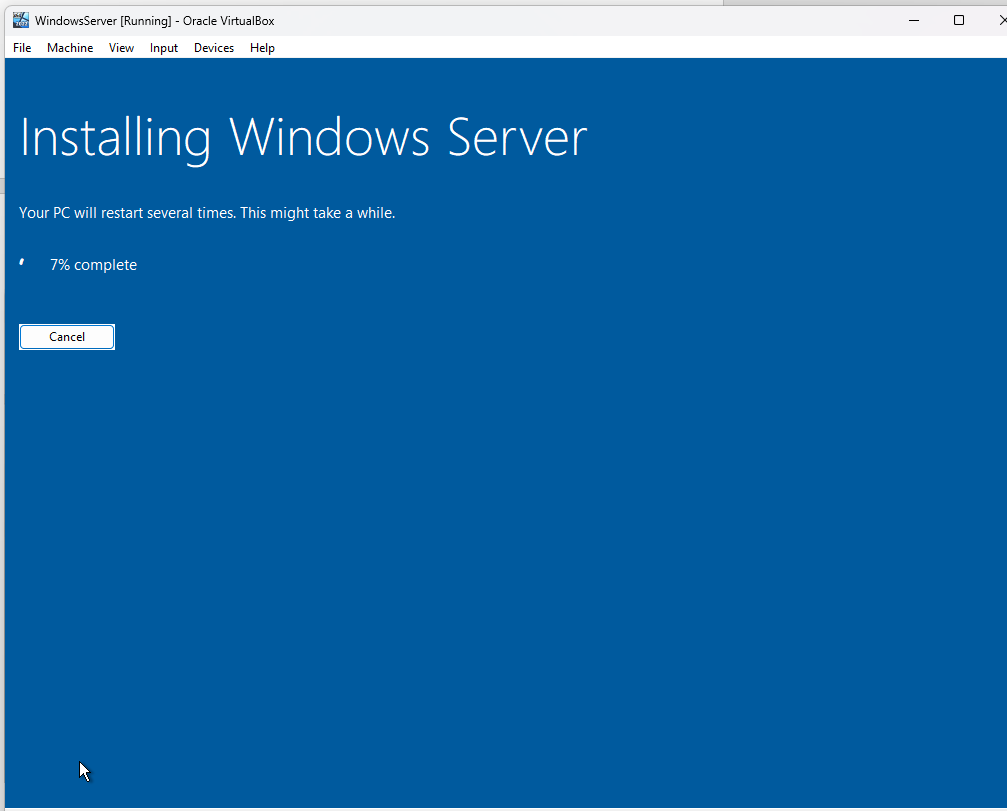 WindowsServer [Running] - Oracle VirtualBox
File Machine View Input Devices Help
Installing Windows Server
Your PC will restart several times. This might take a while.
7% complete
Cancel